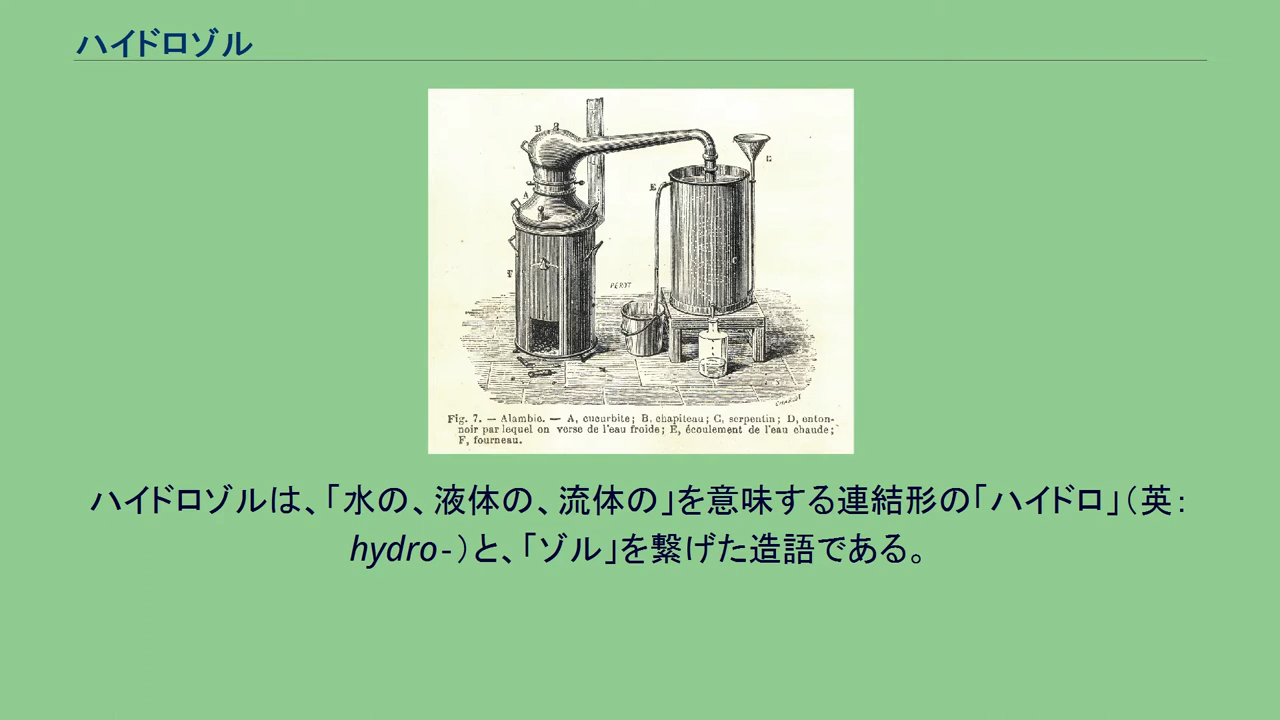 ハイドロゾル
B
A
F
E
C
PERYT
Fig. 7. — Alambic. — A, cucurbite; B, chapiteau; C, serpentin; D, enton-
noir par lequel on verse de l'eau froide; E, écoulement de l'eau chaude;
F, fourneau.
ハイドロゾルは、「水の、液体の、流体の」を意味する連結形の「ハイドロ」（英：
hydro-）と、「ゾル」を繋げた造語である。